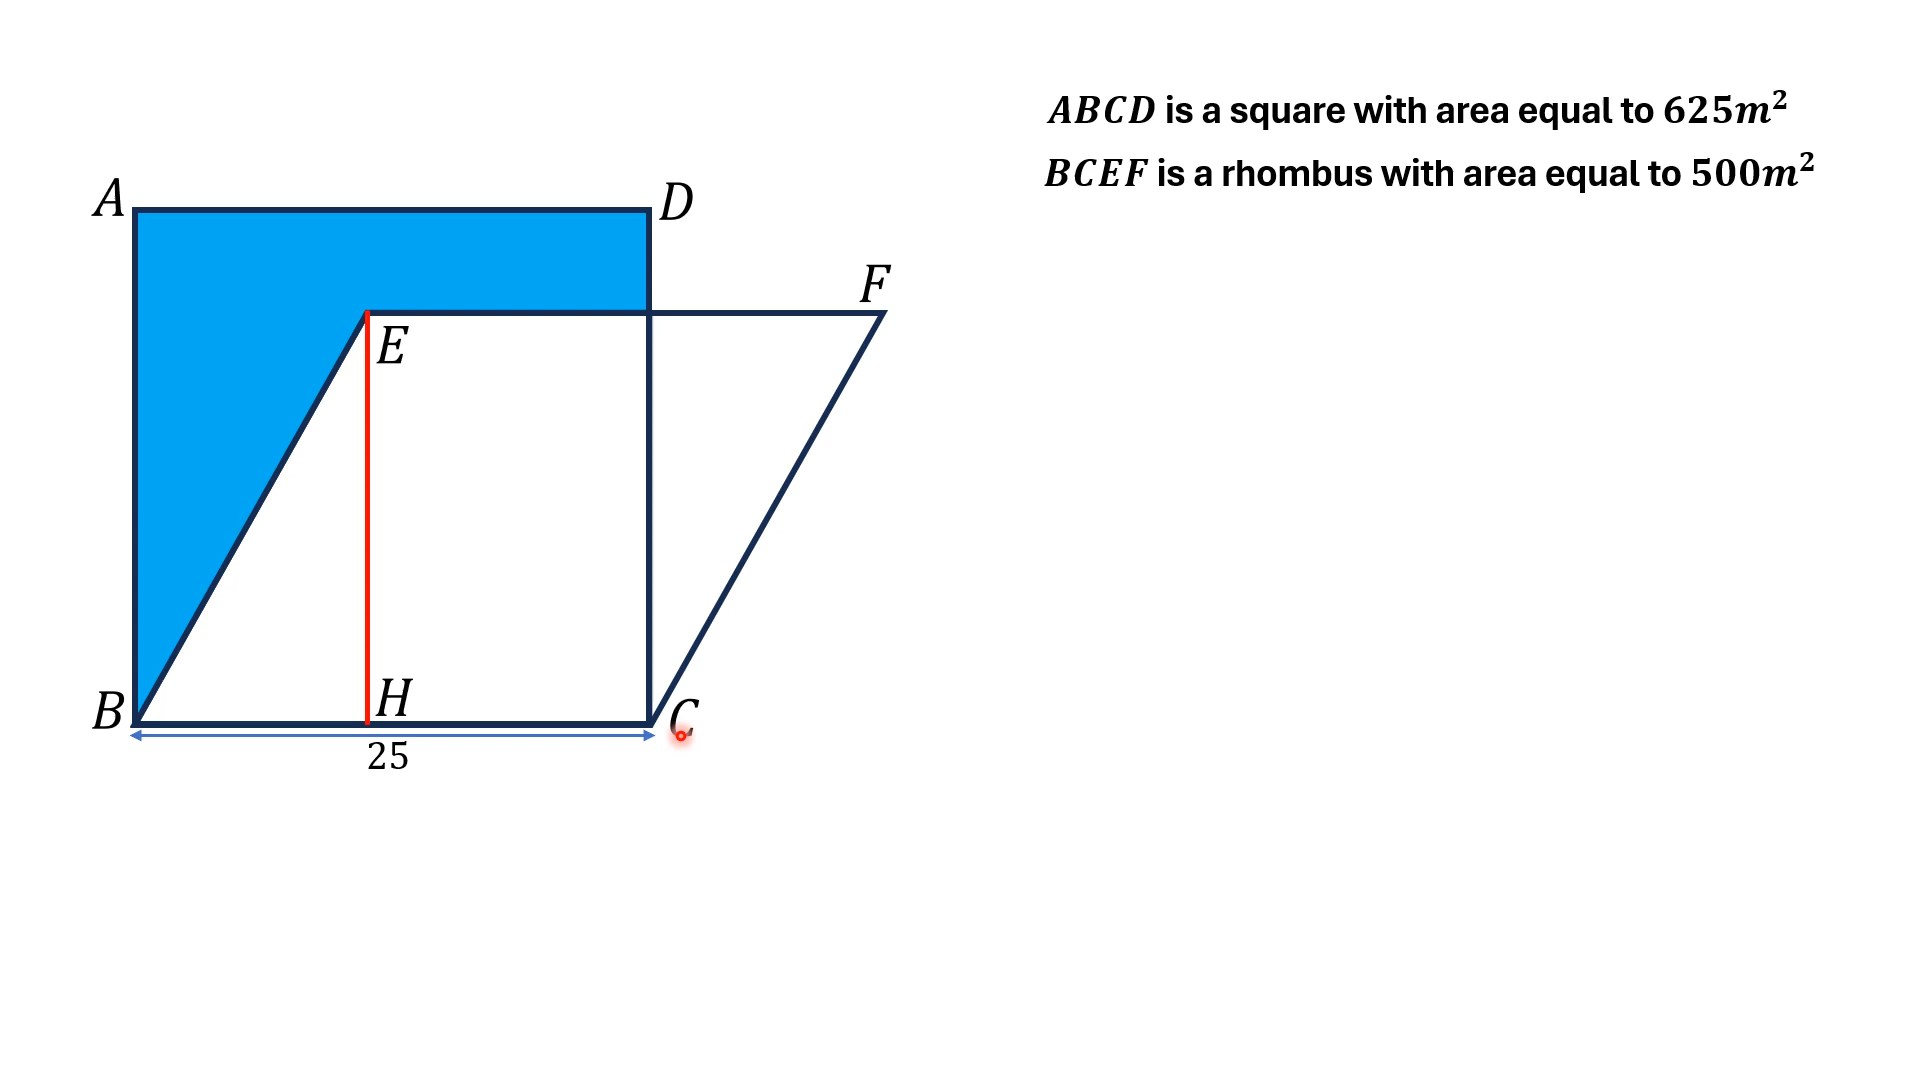 ABCD is a square with area equal to 625m²
BCEF is a rhombus with area equal to 500m²
A
D
F
E
B
H
C
25